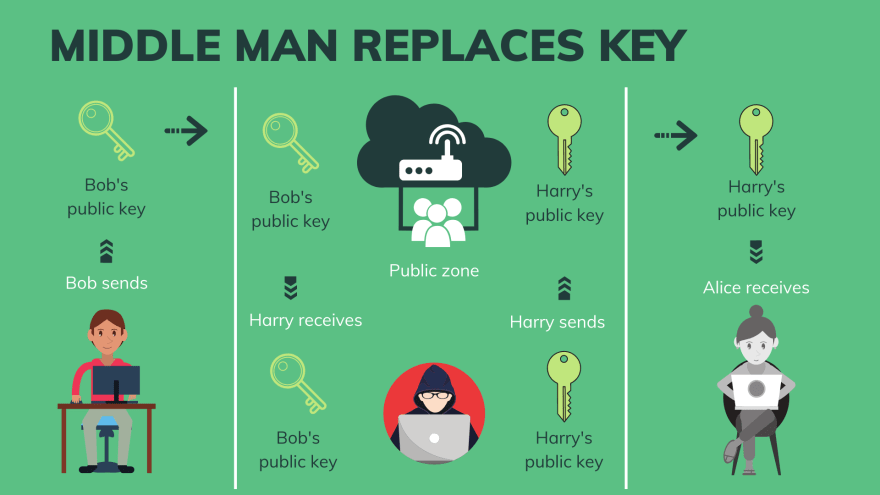 MIDDLE MAN REPLACES KEY
Bob's
public key
Bob sends
Bob's
public key
Harry receives
Bob's
public key
Public zone
Harry's
public key
Harry sends
Harry's
public key
Harry's
public key
Alice receives